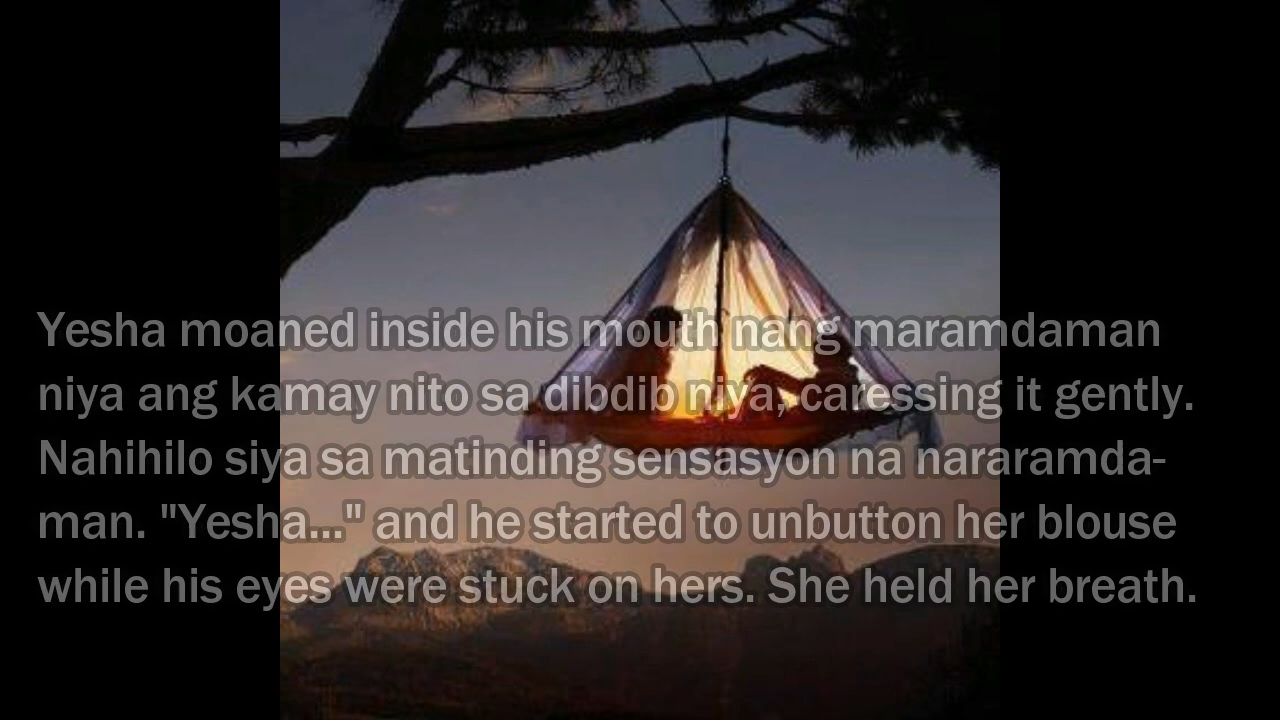 Yesha moaned inside his mouth nang maramdaman
niya ang kamay nito sa dibdib niya, caressing it gently.
Nahihilo siya sa matinding sensasyon na nararamda-
man. "Yesha..." and he started to unbutton her blouse
while his eyes were stuck on hers. She held her breath.